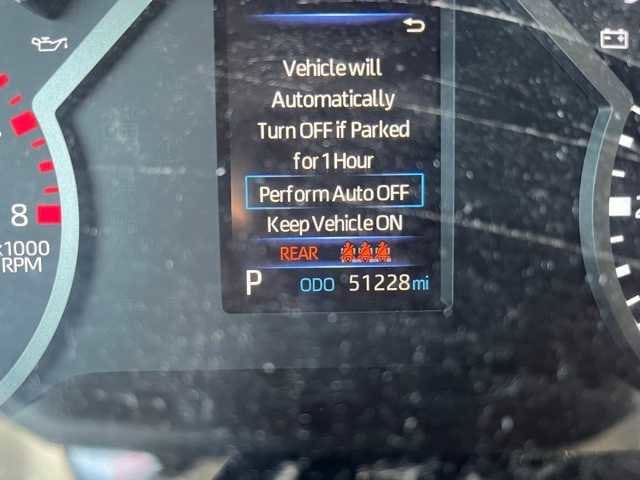 Vehicle will
Automatically
Turn OFF if Parked
for 1 Hour
Perform Auto OFF
Keep Vehicle ON
REAR
P ODO 51228 mi
8
x1000
RPM